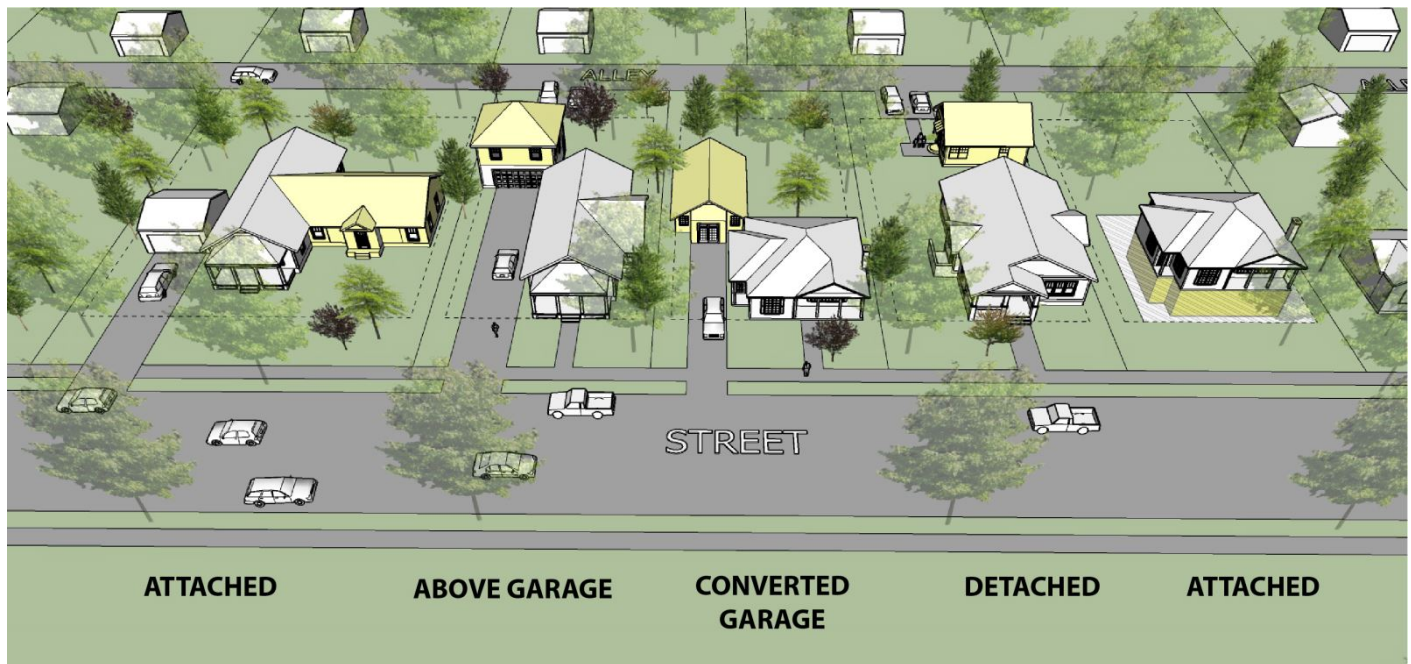 ALLEY
STREET
ATTACHED
ABOVE GARAGE
CONVERTED
GARAGE
DETACHED
ATTACHED